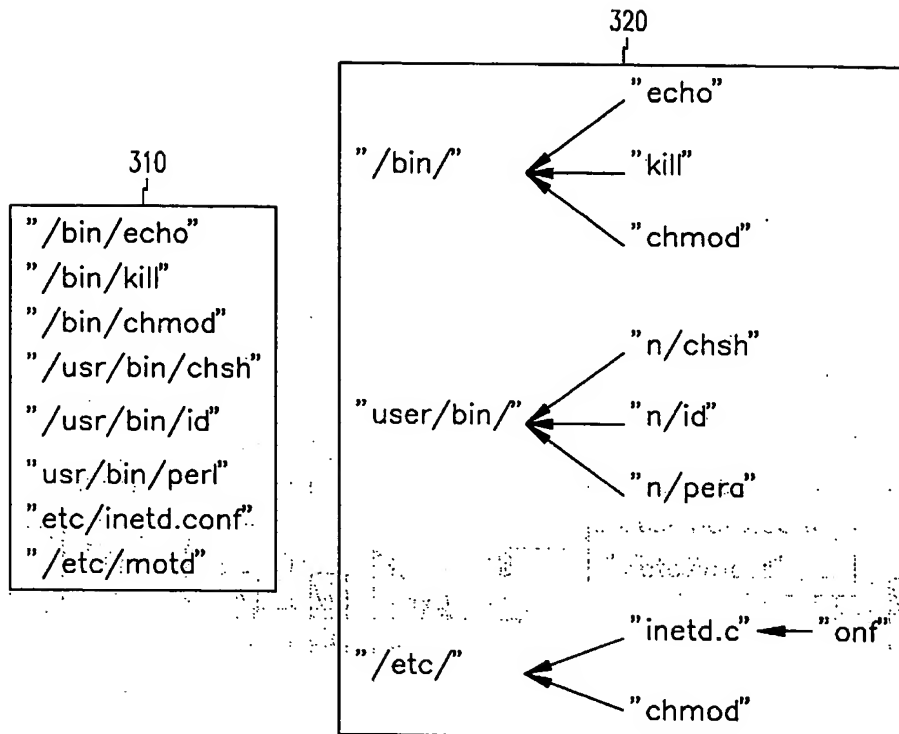 320
"echo"
"/bin/"
"kill"
"chmod"
310
"/bin/echo"
"/bin/kill"
"/bin/chmod"
"/usr/bin/chsh"
"/usr/bin/id"
"usr/bin/perl"
"etc/inetd.conf"
"/etc/motd"
"n/chsh"
"user/bin/"
"n/id"
"n/pera"
"inetd.c"
"onf"
"/etc/"
"chmod"